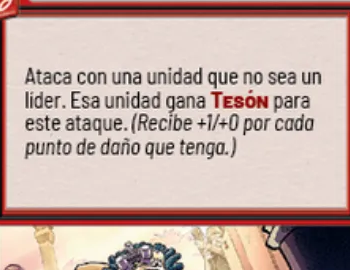 Ataca con una unidad que no sea un
líder. Esa unidad gana TESÓN para
este ataque. (Recibe +1/+0 por cada
punto de daño que tenga.)